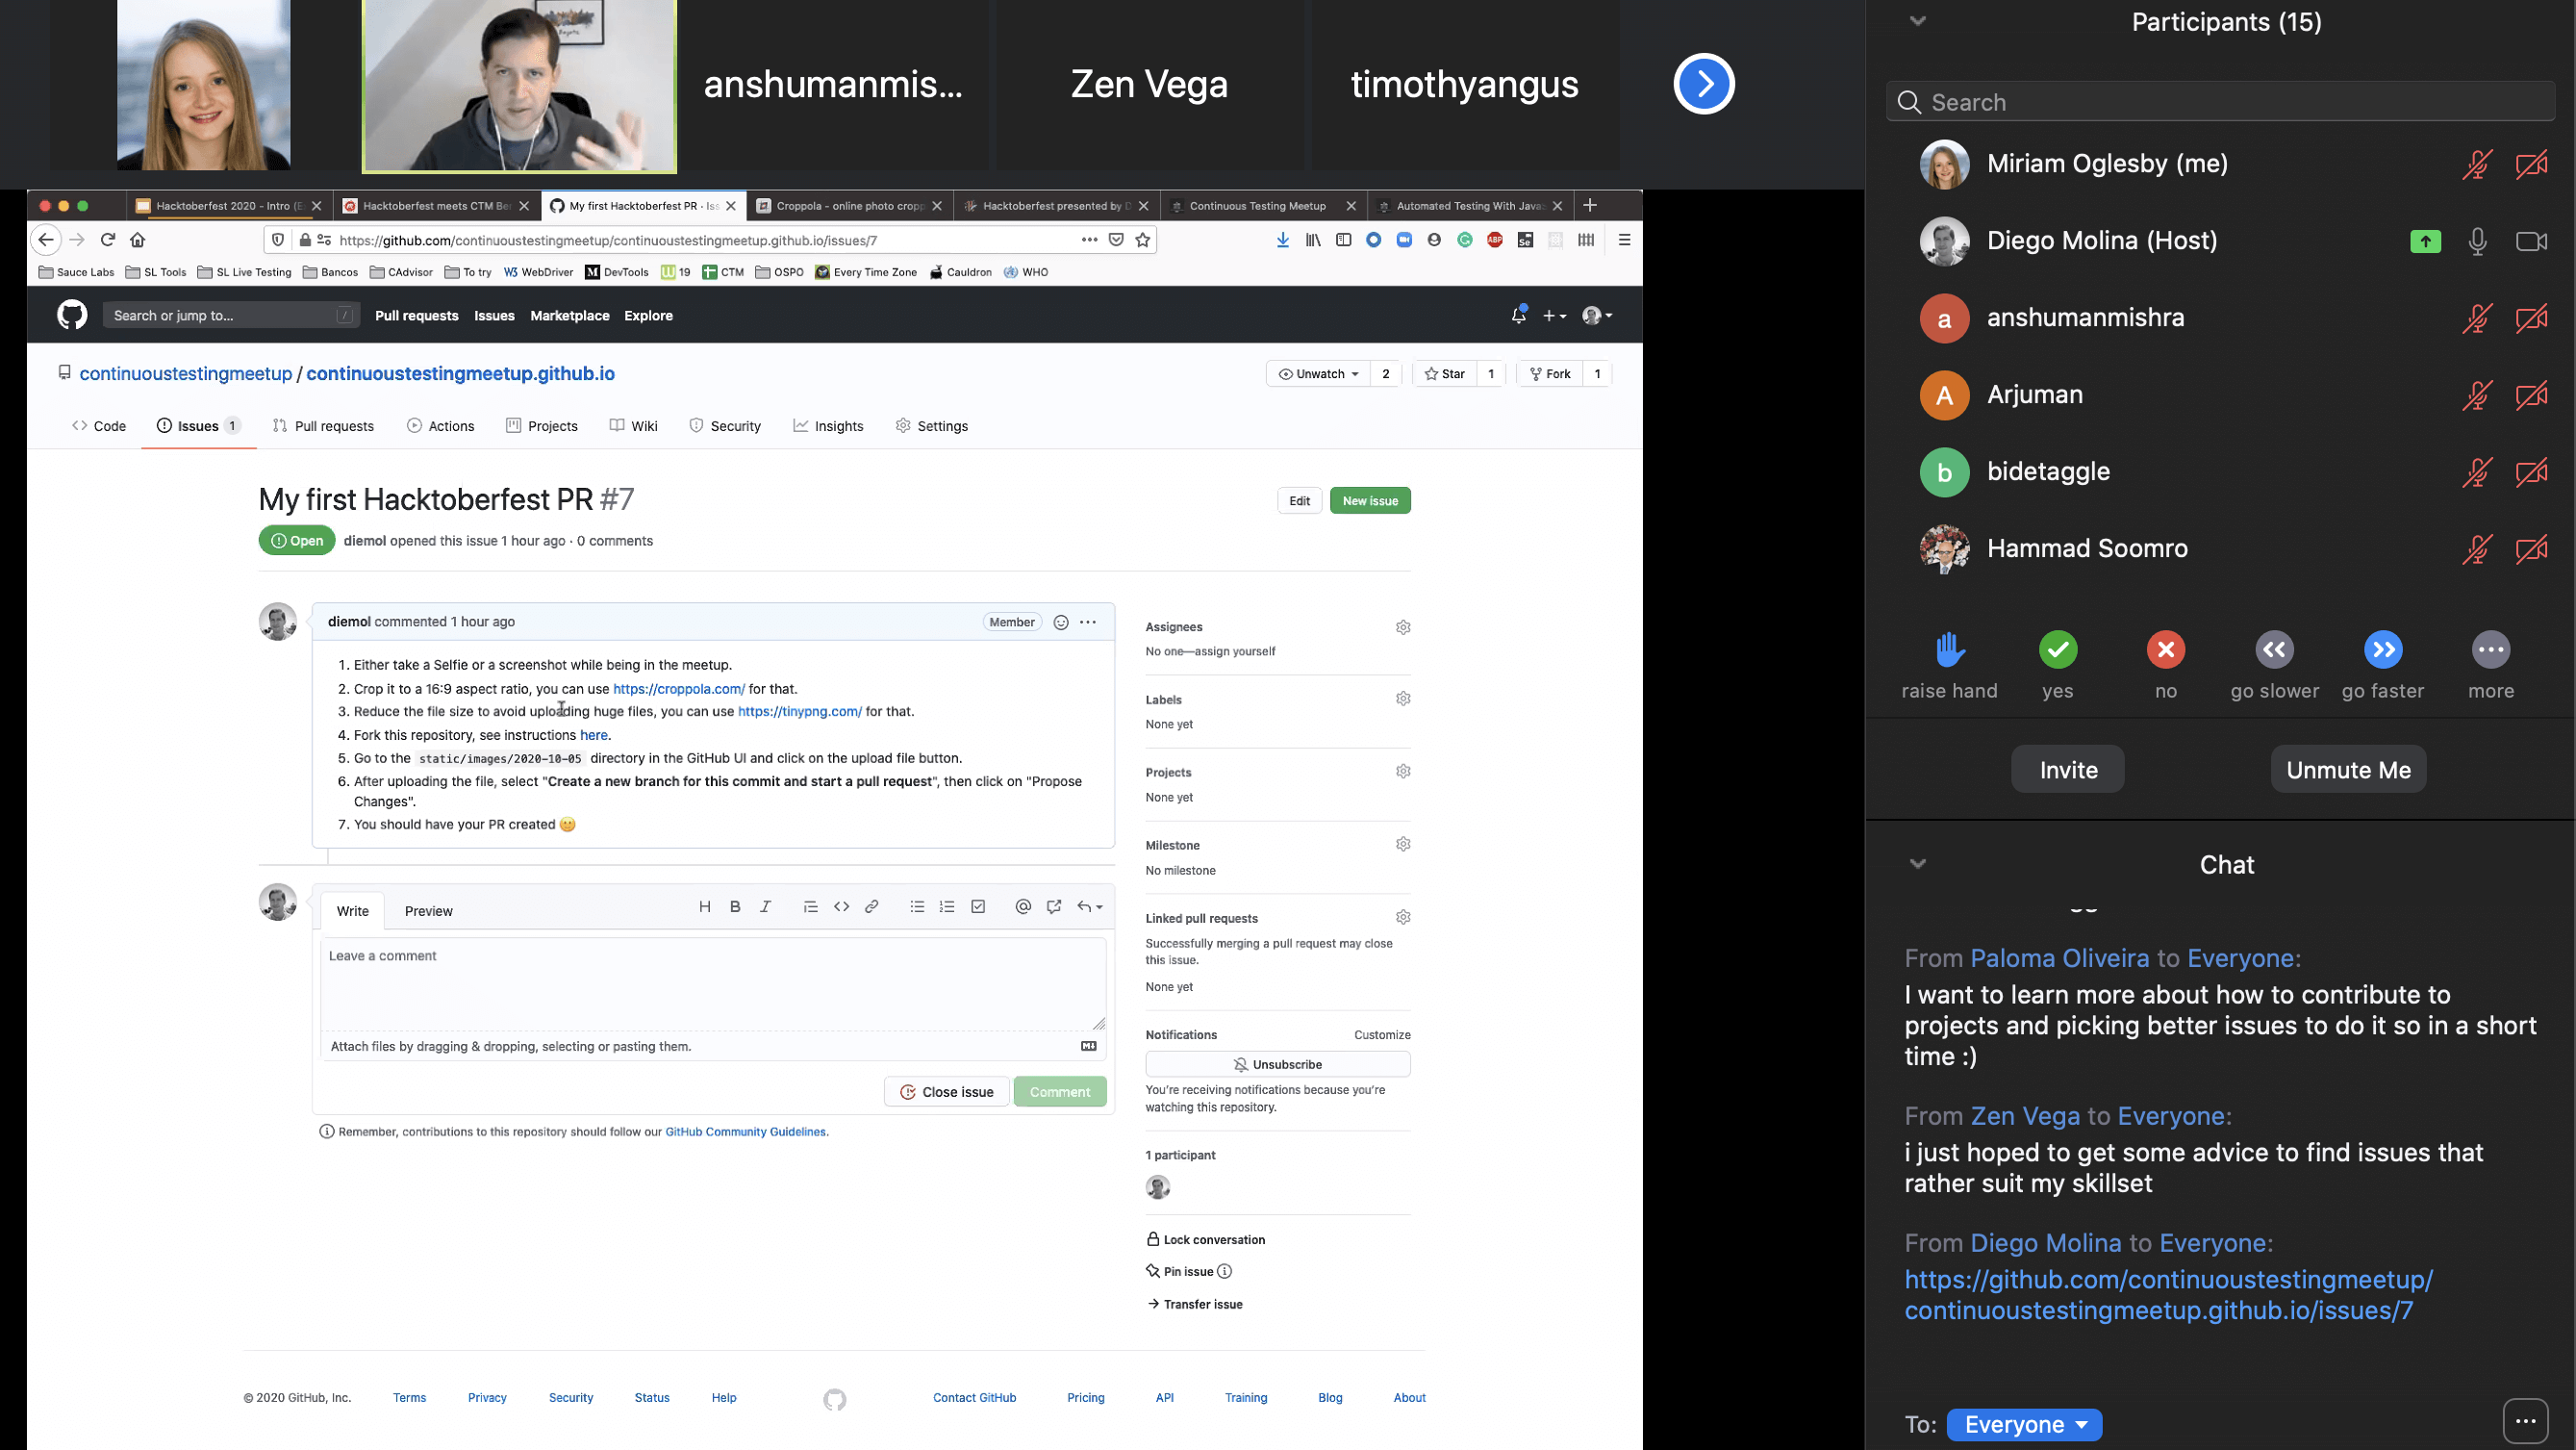 anshumanmis...
Zen Vega
timothyangus
Hacktoberfest 2020 - Intro (E
Hacktoberfest meets CTM Ber
My first Hacktoberfest PR · Iss
Croppola - online photo cropp
Hacktoberfest presented by D
Continuous Testing Meetup
Automated Testing With Javas
https://github.com/continuoustestingmeetup/continuoustestingmeetup.github.io/issues/7
Sauce Labs
SL Tools
SL Live Testing
Bancos
CAdvisor
To try
WebDriver
DevTools
19
CTM
OSPO
Every Time Zone
Cauldron
WHO
Search or jump to...
/
Pull requests
Issues
Marketplace
Explore
continuoustestingmeetup / continuoustestingmeetup.github.io
Unwatch 2
Star 1
Fork 1
Code
Issues 1
Pull requests
Actions
Projects
Wiki
Security
Insights
Settings
My first Hacktoberfest PR #7
Edit
New issue
Open
diemol opened this issue 1 hour ago · 0 comments
diemol commented 1 hour ago
Member
1. Either take a Selfie or a screenshot while being in the meetup.
2. Crop it to a 16:9 aspect ratio, you can use https://croppola.com/ for that.
3. Reduce the file size to avoid uploading huge files, you can use https://tinypng.com/ for that.
4. Fork this repository, see instructions here.
5. Go to the static/images/2020-10-05 directory in the GitHub UI and click on the upload file button.
6. After uploading the file, select "Create a new branch for this commit and start a pull request", then click on "Propose
Changes".
7. You should have your PR created 🙂
Write
Preview
Leave a comment
Attach files by dragging & dropping, selecting or pasting them.
Close issue
Comment
Remember, contributions to this repository should follow our GitHub Community Guidelines.
Assignees
No one—assign yourself
Labels
None yet
Projects
None yet
Milestone
No milestone
Linked pull requests
Successfully merging a pull request may close
this issue.
None yet
Notifications
Customize
Unsubscribe
You're receiving notifications because you're
watching this repository.
1 participant
Lock conversation
Pin issue
Transfer issue
© 2020 GitHub, Inc.
Terms
Privacy
Security
Status
Help
Contact GitHub
Pricing
API
Training
Blog
About
Participants (15)
Search
Miriam Oglesby (me)
Diego Molina (Host)
a
anshumanmishra
A
Arjuman
b
bidetaggle
Hammad Soomro
raise hand
yes
no
go slower
go faster
more
Invite
Unmute Me
Chat
From Paloma Oliveira to Everyone:
I want to learn more about how to contribute to
projects and picking better issues to do it so in a short
time :)
From Zen Vega to Everyone:
i just hoped to get some advice to find issues that
rather suit my skillset
From Diego Molina to Everyone:
https://github.com/continuoustestingmeetup/
continuoustestingmeetup.github.io/issues/7
To:
Everyone